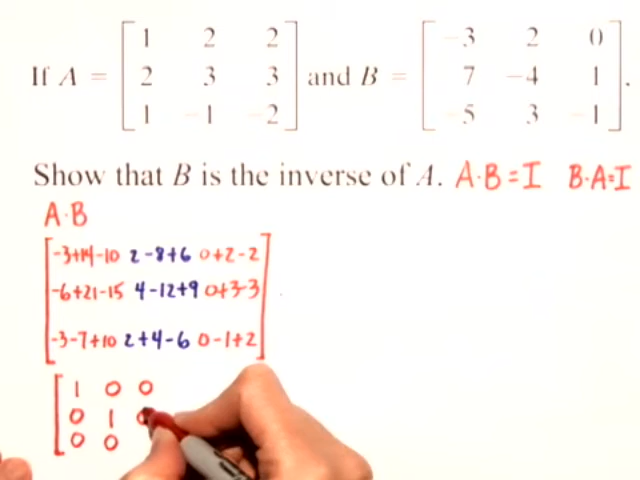 If A = [ 1 2 2 and B = [ -3 2 0
2 3 3 7 -4 1
1 -1 -2 ] -5 3 -1 ].
Show that B is the inverse of A. A·B=I B·A=I
A·B
[ -3+14-10 2-8+6 0+2-2
-6+21-15 4-12+9 0+3-3
-3-7+10 2+4-6 0-1+2 ]
[ 1 0 0
0 1 0
0 0